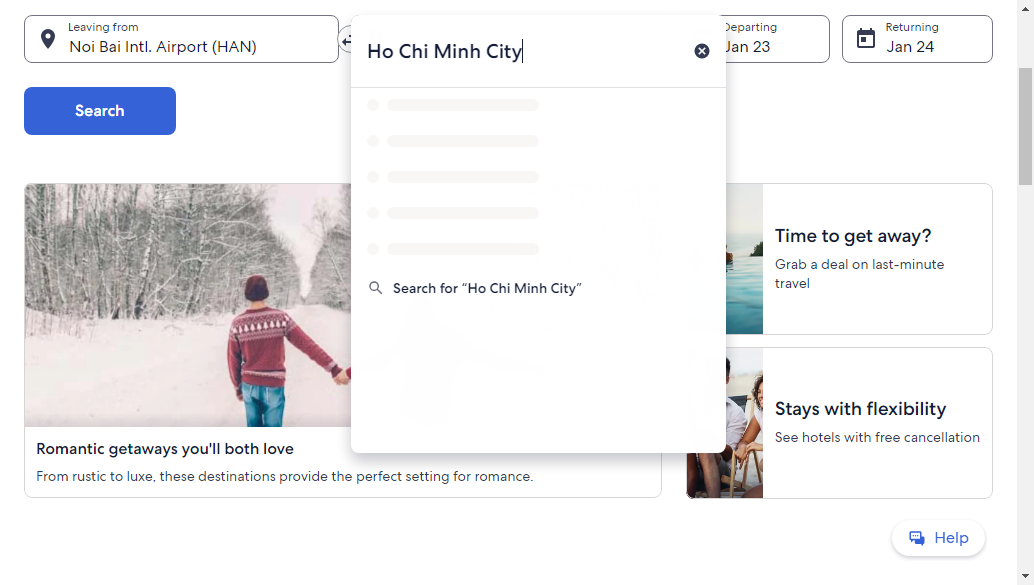 Leaving from
Noi Bai Intl. Airport (HAN)
Ho Chi Minh City
Departing
Jan 23
Returning
Jan 24
Search
Search for “Ho Chi Minh City”
Time to get away?
Grab a deal on last-minute
travel
Stays with flexibility
See hotels with free cancellation
Romantic getaways you'll both love
From rustic to luxe, these destinations provide the perfect setting for romance.
Help